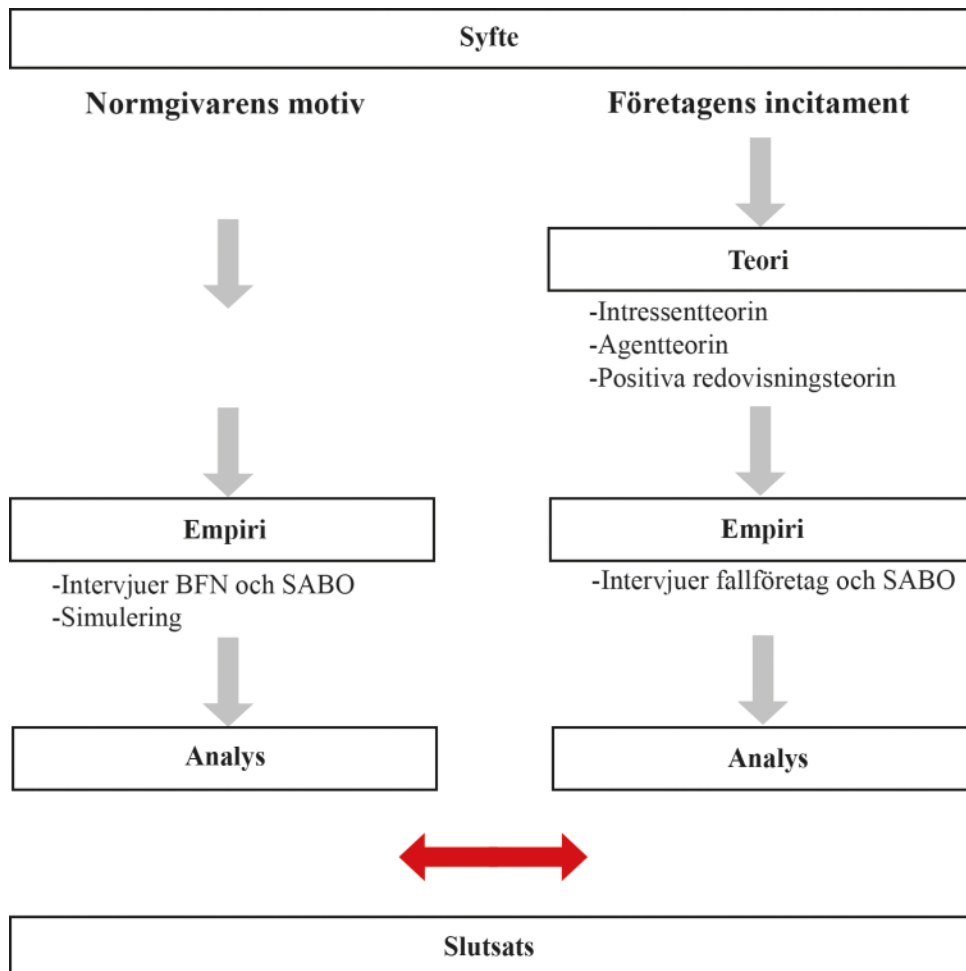 Syfte
Normgivarens motiv
Företagens incitament
Teori
-Intressentteorin
-Agentteorin
-Positiva redovisningsteorin
Empiri
-Intervjuer BFN och SABO
-Simulering
Empiri
-Intervjuer fallföretag och SABO
Analys
Analys
Slutsats